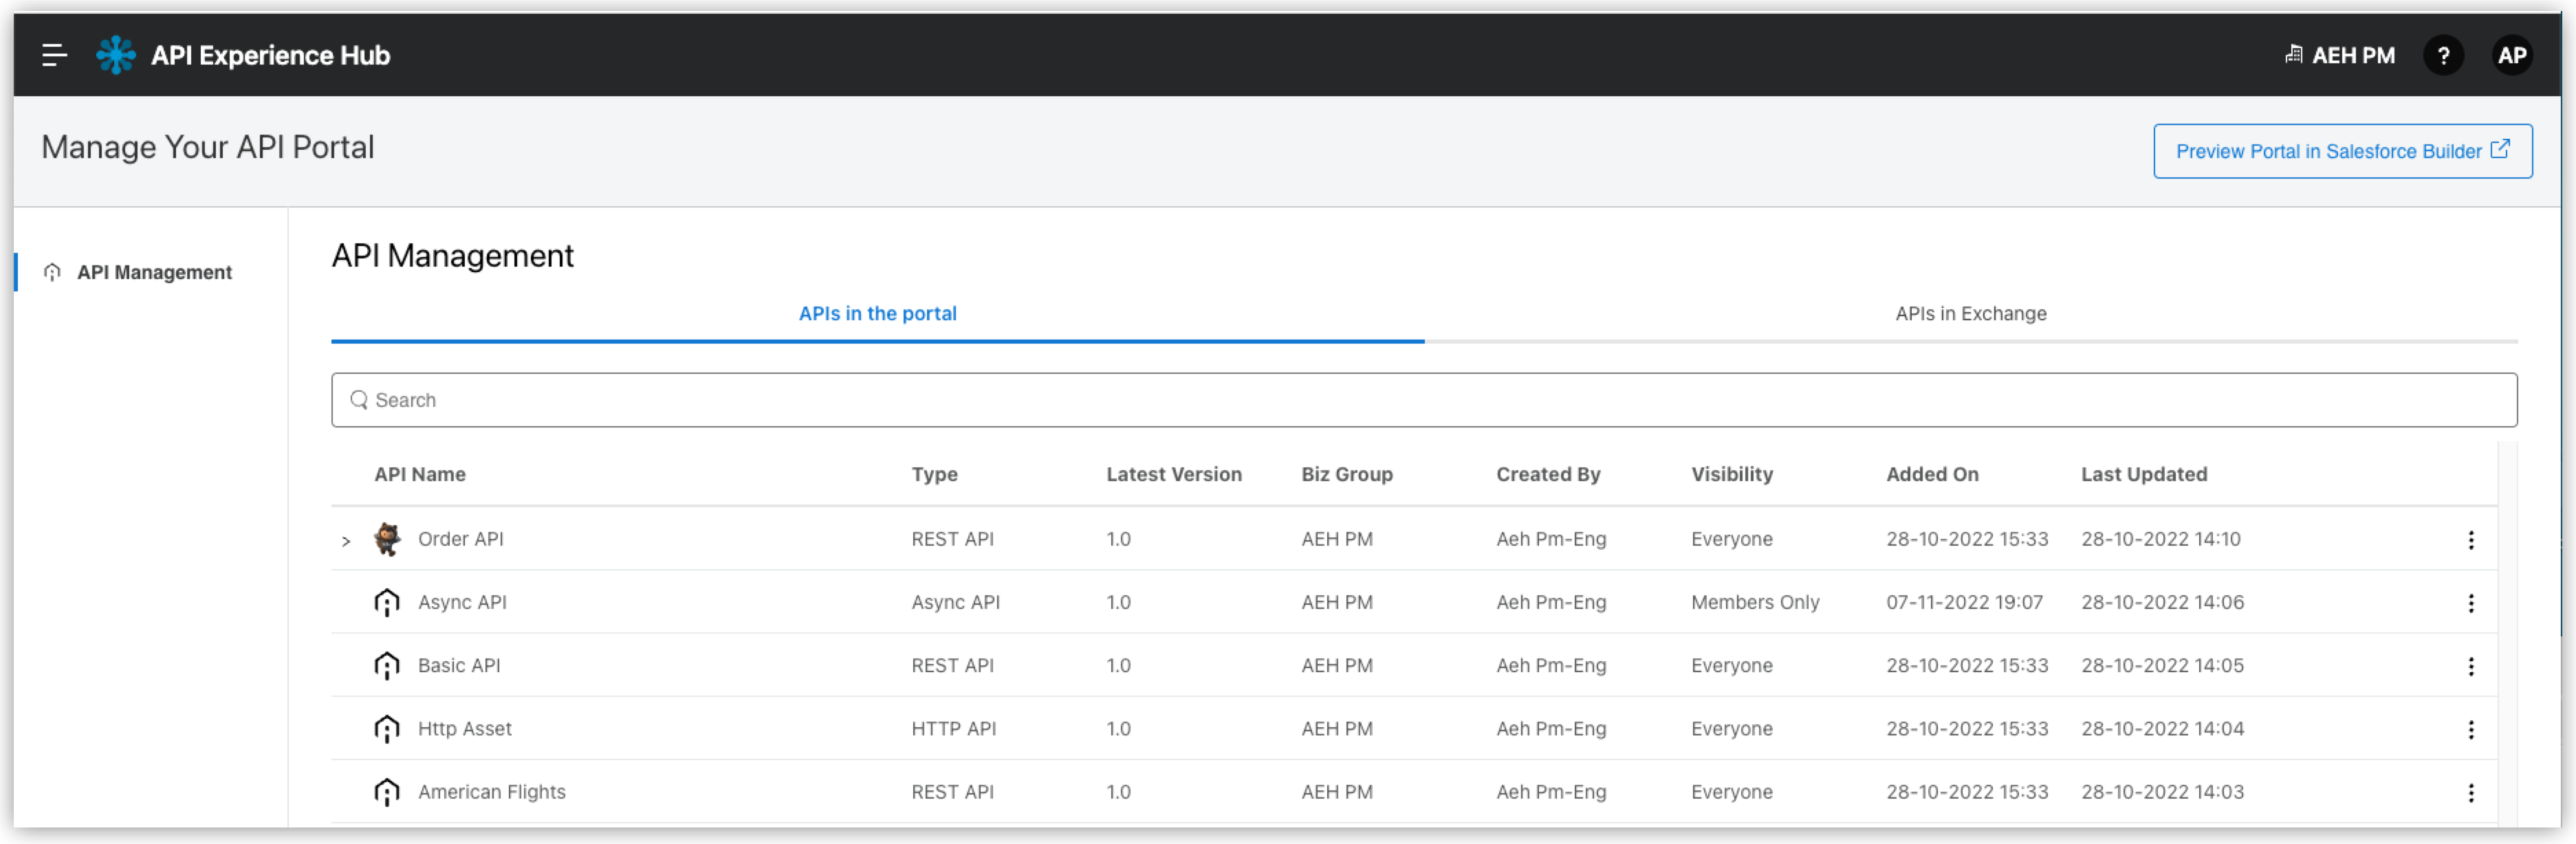 API Experience Hub AEH PM ? AP
Manage Your API Portal Preview Portal in Salesforce Builder
API Management
API Management
APIs in the portal APIs in Exchange
Search
API Name Type Latest Version Biz Group Created By Visibility Added On Last Updated
> Order API REST API 1.0 AEH PM Aeh Pm-Eng Everyone 28-10-2022 15:33 28-10-2022 14:10
Async API Async API 1.0 AEH PM Aeh Pm-Eng Members Only 07-11-2022 19:07 28-10-2022 14:06
Basic API REST API 1.0 AEH PM Aeh Pm-Eng Everyone 28-10-2022 15:33 28-10-2022 14:05
Http Asset HTTP API 1.0 AEH PM Aeh Pm-Eng Everyone 28-10-2022 15:33 28-10-2022 14:04
American Flights REST API 1.0 AEH PM Aeh Pm-Eng Everyone 28-10-2022 15:33 28-10-2022 14:03